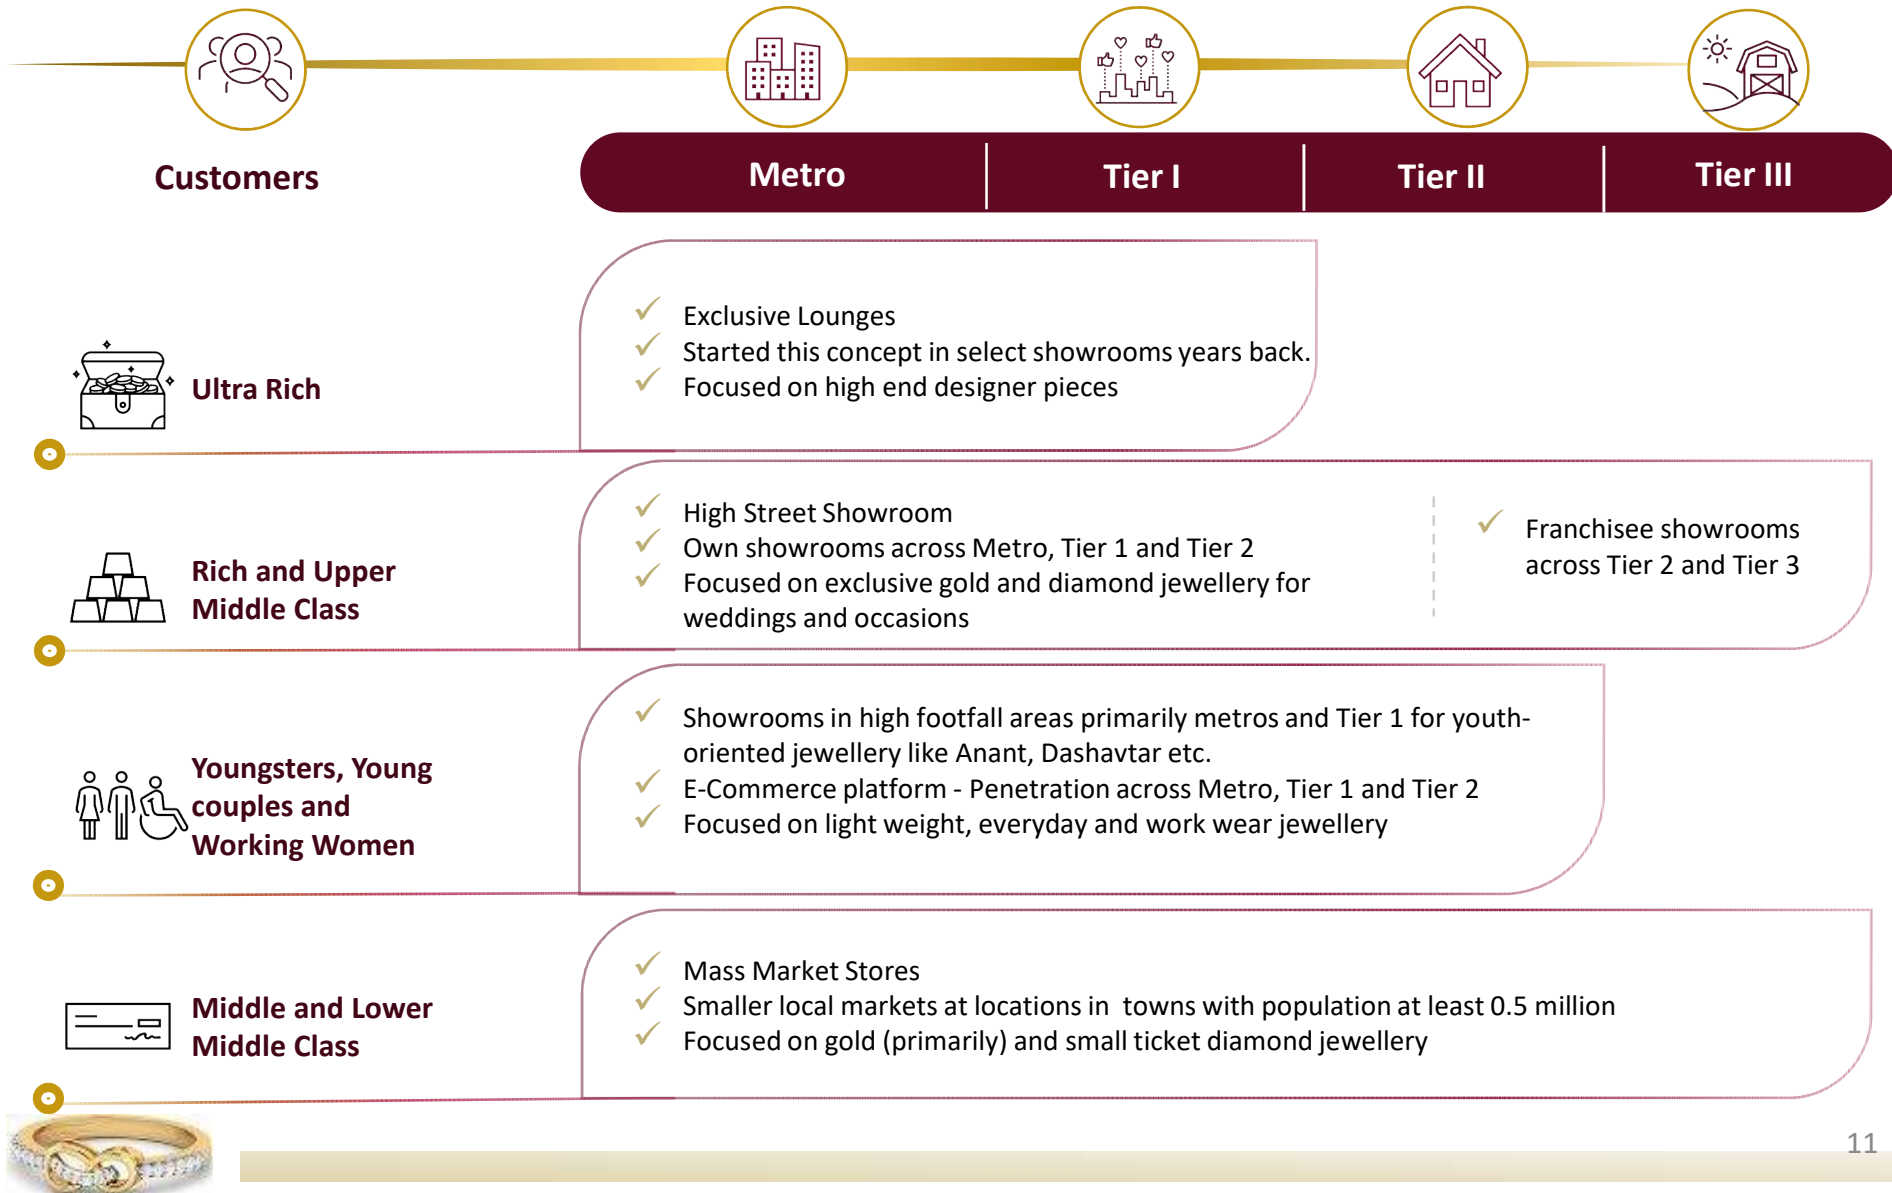 Customers
Metro
Tier I
Tier II
Tier III
Ultra Rich
Exclusive Lounges
Started this concept in select showrooms years back.
Focused on high end designer pieces
Rich and Upper
Middle Class
High Street Showroom
Own showrooms across Metro, Tier 1 and Tier 2
Focused on exclusive gold and diamond jewellery for
weddings and occasions
Franchisee showrooms
across Tier 2 and Tier 3
Youngsters, Young
couples and
Working Women
Showrooms in high footfall areas primarily metros and Tier 1 for youth-
oriented jewellery like Anant, Dashavtar etc.
E-Commerce platform - Penetration across Metro, Tier 1 and Tier 2
Focused on light weight, everyday and work wear jewellery
Middle and Lower
Middle Class
Mass Market Stores
Smaller local markets at locations in  towns with population at least 0.5 million
Focused on gold (primarily) and small ticket diamond jewellery
11